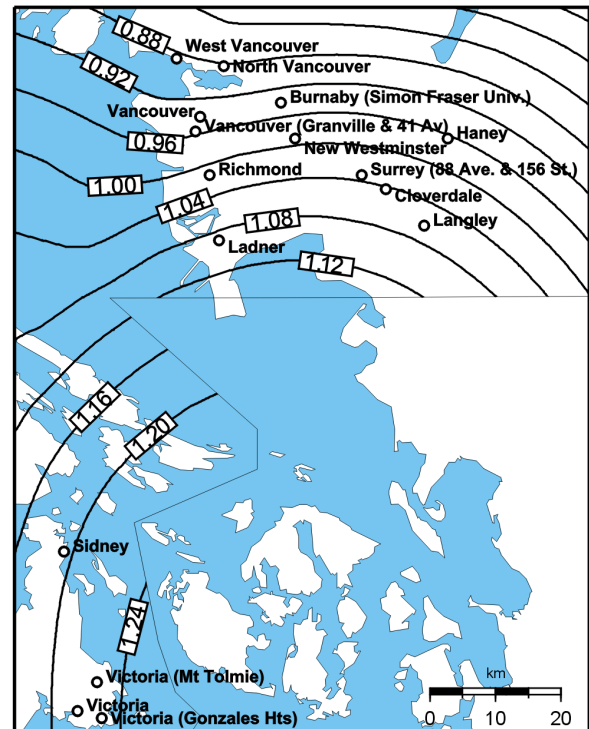 0.88
West Vancouver
North Vancouver
0.92
Burnaby (Simon Fraser Univ.)
Vancouver
Vancouver (Granville & 41 Av)
Haney
0.96
New Westminster
Richmond
Surrey (88 Ave. & 156 St.)
1.00
Cloverdale
1.04
1.08
Langley
Ladner
1.12
1.16
1.20
Sidney
1.24
Victoria (Mt Tolmie)
Victoria
Victoria (Gonzales Hts)
km
0 10 20